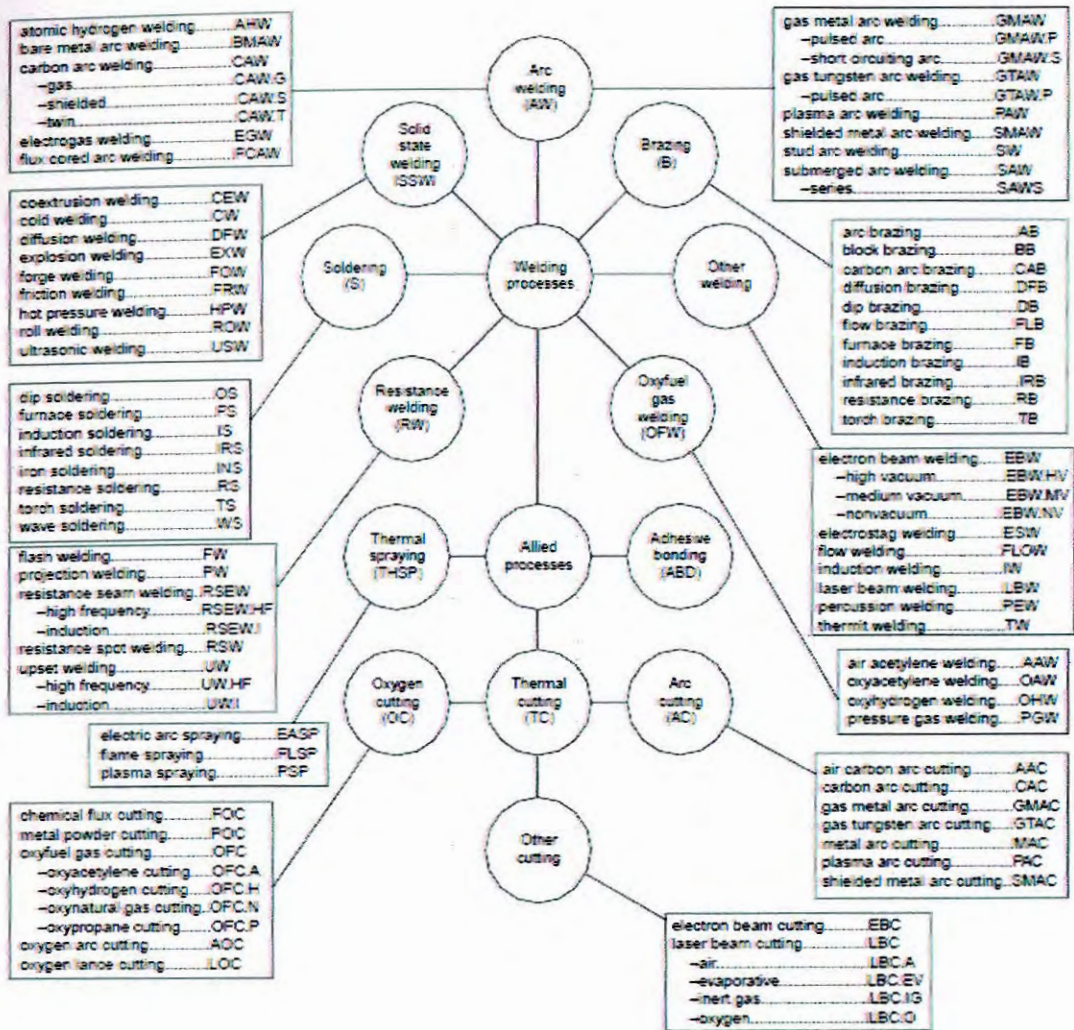 atomic hydrogen welding........AHW
bare metal arc welding........BMAW
carbon arc welding........CAW
–gas........CAW.G
–shielded........CAW.S
–twin........CAW.T
electrogas welding........EGW
flux cored arc welding........FCAW
Arc
welding
(AW)
gas metal arc welding........GMAW
–pulsed arc........GMAW.P
–short circuiting arc........GMAW.S
gas tungsten arc welding........GTAW
–pulsed arc........GTAW.P
plasma arc welding........PAW
shielded metal arc welding........SMAW
stud arc welding........SW
submerged arc welding........SAW
–series........SAWS
Solid
state
welding
(SSW)
Brazing
(B)
coextrusion welding........CEW
cold welding........CW
diffusion welding........DFW
explosion welding........EXW
forge welding........FOW
friction welding........FRW
hot pressure welding........HPW
roll welding........ROW
ultrasonic welding........USW
Soldering
(S)
Welding
processes
Other
welding
arc brazing........AB
block brazing........BB
carbon arc brazing........CAB
diffusion brazing........DFB
dip brazing........DB
flow brazing........FLB
furnace brazing........FB
induction brazing........IB
infrared brazing........IRB
resistance brazing........RB
torch brazing........TB
dip soldering........OS
furnace soldering........FS
induction soldering........IS
infrared soldering........IRS
iron soldering........INS
resistance soldering........RS
torch soldering........TS
wave soldering........WS
Resistance
welding
(RW)
Oxyfuel
gas
welding
(OFW)
electron beam welding........EBW
–high vacuum........EBW.HV
–medium vacuum........EBW.MV
–nonvacuum........EBW.NV
electrostag welding........ESW
flow welding........FLOW
induction welding........IW
laser beam welding........LBW
percussion welding........PEW
thermit welding........TW
flash welding........FW
projection welding........PW
resistance seam welding........RSEW
–high frequency........RSEW.HF
–induction........RSEW.I
resistance spot welding........RSW
upset welding........UW
–high frequency........UW.HF
–induction........UW.I
Thermal
spraying
(THSP)
Allied
processes
Adhesive
bonding
(ABD)
air acetylene welding........AAW
oxyacetylene welding........OAW
oxyhydrogen welding........OHW
pressure gas welding........PGW
Oxygen
cutting
(OC)
Thermal
cutting
(TC)
Arc
cutting
(AC)
electric arc spraying........EASP
flame spraying........FLSP
plasma spraying........PSP
air carbon arc cutting........AAC
carbon arc cutting........CAC
gas metal arc cutting........GMAC
gas tungsten arc cutting........GTAC
metal arc cutting........MAC
plasma arc cutting........PAC
shielded metal arc cutting........SMAC
chemical flux cutting........FOC
metal powder cutting........POC
oxyfuel gas cutting........OFC
–oxyacetylene cutting........OFC.A
–oxyhydrogen cutting........OFC.H
–oxynatural gas cutting........OFC.N
–oxypropane cutting........OFC.P
oxygen arc cutting........AOC
oxygen lance cutting........LOC
Other
cutting
electron beam cutting........EBC
laser beam cutting........LBC
–air........LBC.A
–evaporative........LBC.EV
–inert gas........LBC.IG
–oxygen........LBC.O